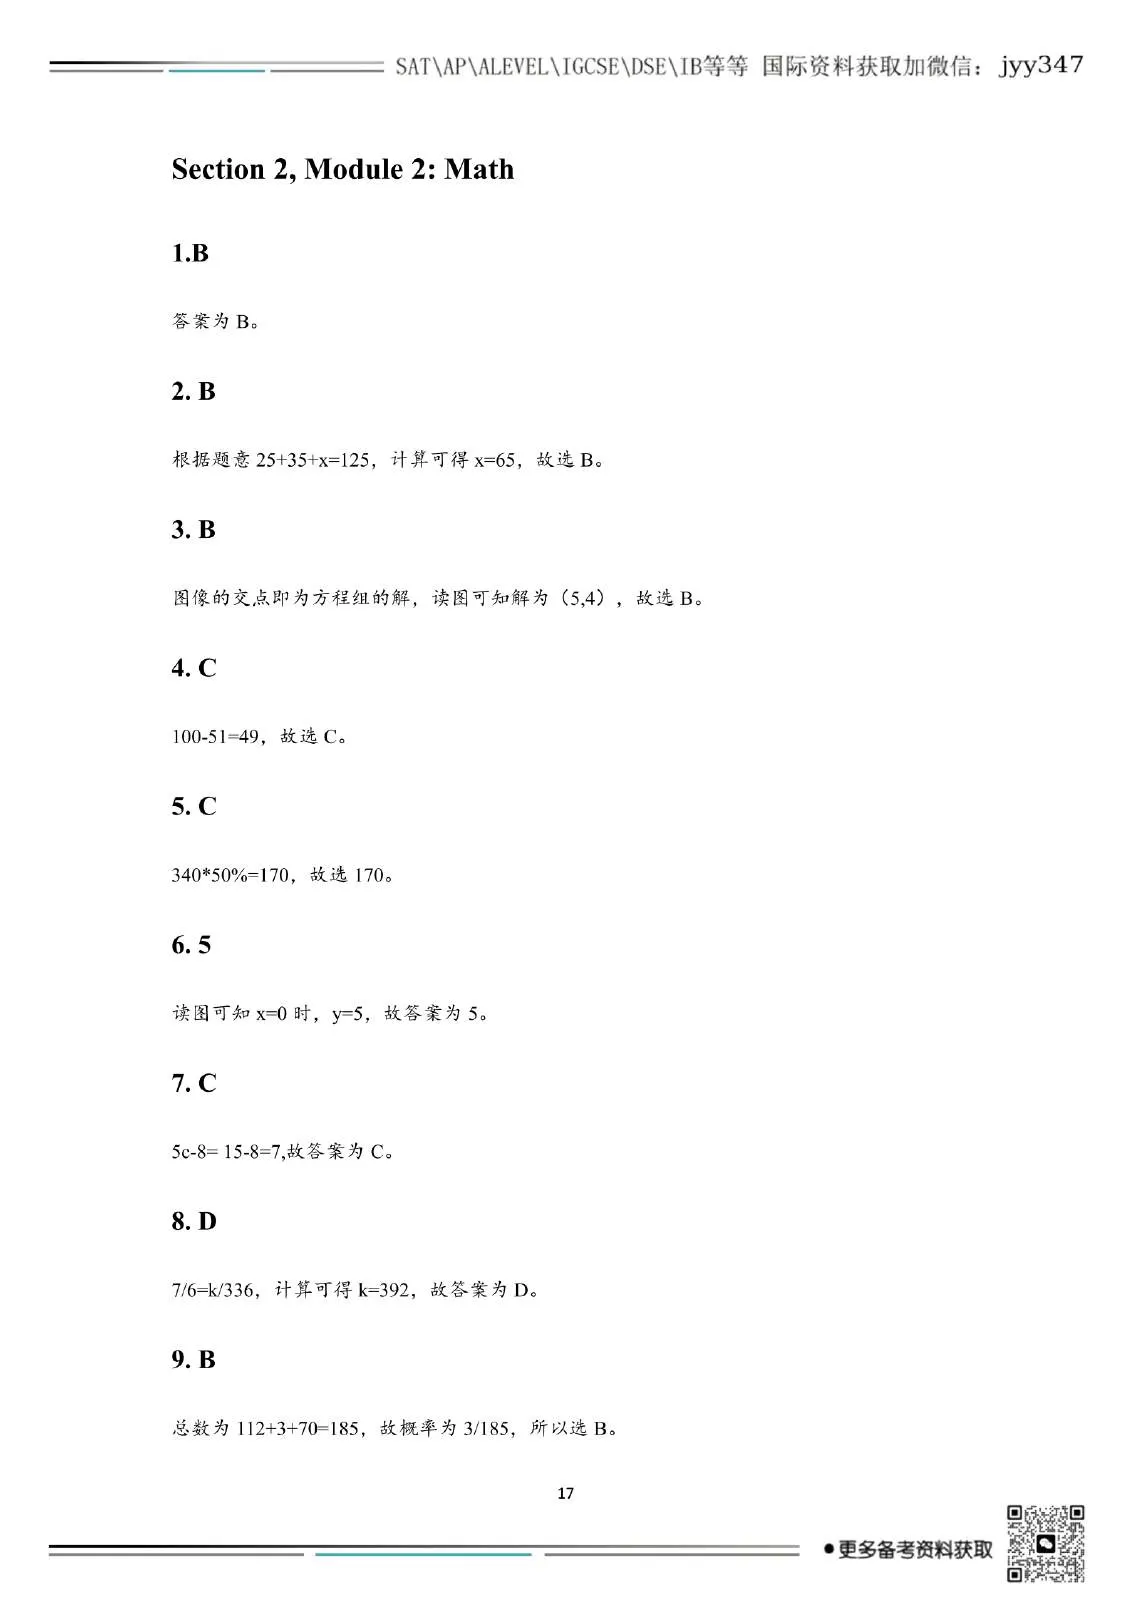 SAT\AP\ALEVEL\IGCSE\DSE\IB等等 国际资料获取加微信：jyy347
Section 2, Module 2: Math
1.B
答案为 B。
2. B
根据题意 25+35+x=125，计算可得 x=65，故选 B。
3. B
图像的交点即为方程组的解，读图可知解为（5,4），故选 B。
4. C
100-51=49，故选 C。
5. C
340*50%=170，故选 170。
6. 5
读图可知 x=0 时，y=5，故答案为 5。
7. C
5c-8= 15-8=7,故答案为 C。
8. D
7/6=k/336，计算可得 k=392，故答案为 D。
9. B
总数为 112+3+70=185，故概率为 3/185，所以选 B。
17
●更多备考资料获取